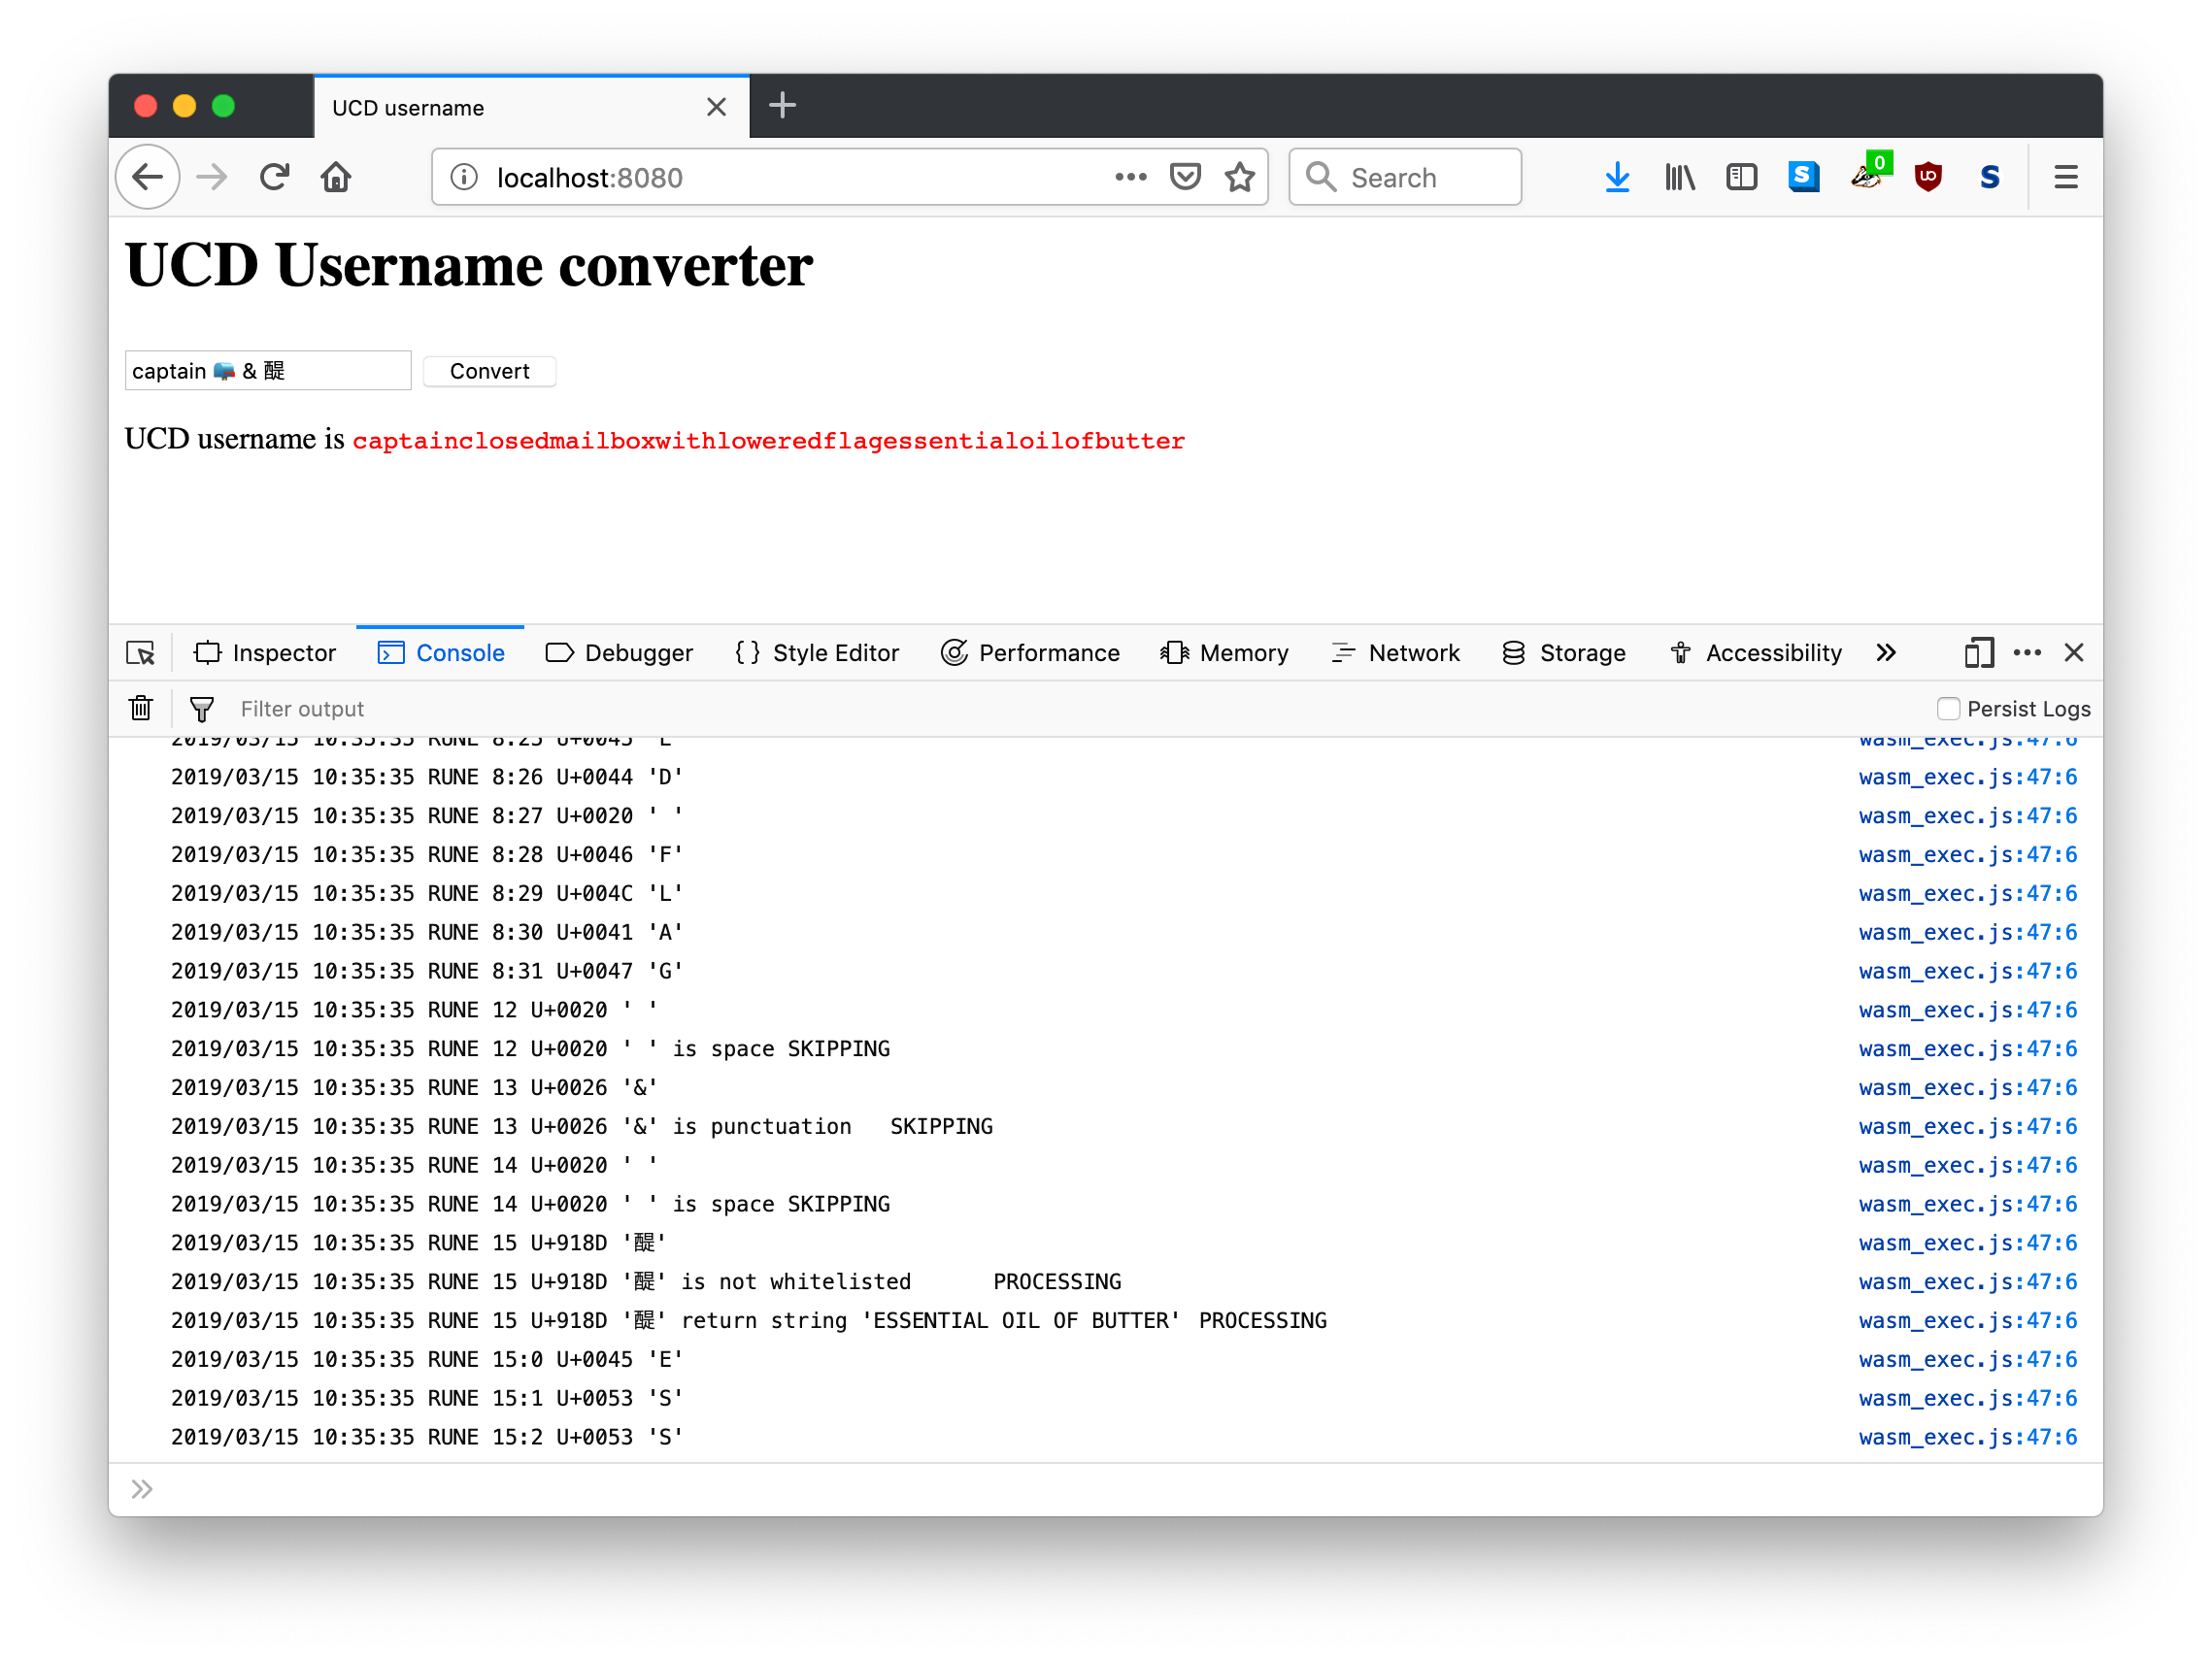 UCD username
localhost:8080
Search
0
UCD Username converter
captain 📪 & 醍
Convert
UCD username is captainclosedmailboxwithloweredflagessentialoilofbutter
Inspector Console Debugger { } Style Editor Performance Memory Network Storage Accessibility
Filter output
Persist Logs
2019/03/15 10:35:35 RUNE 8:25 U+0045 'E' wasm_exec.js:47:6
2019/03/15 10:35:35 RUNE 8:26 U+0044 'D' wasm_exec.js:47:6
2019/03/15 10:35:35 RUNE 8:27 U+0020 ' ' wasm_exec.js:47:6
2019/03/15 10:35:35 RUNE 8:28 U+0046 'F' wasm_exec.js:47:6
2019/03/15 10:35:35 RUNE 8:29 U+004C 'L' wasm_exec.js:47:6
2019/03/15 10:35:35 RUNE 8:30 U+0041 'A' wasm_exec.js:47:6
2019/03/15 10:35:35 RUNE 8:31 U+0047 'G' wasm_exec.js:47:6
2019/03/15 10:35:35 RUNE 12 U+0020 ' ' wasm_exec.js:47:6
2019/03/15 10:35:35 RUNE 12 U+0020 ' ' is space SKIPPING wasm_exec.js:47:6
2019/03/15 10:35:35 RUNE 13 U+0026 '&' wasm_exec.js:47:6
2019/03/15 10:35:35 RUNE 13 U+0026 '&' is punctuation SKIPPING wasm_exec.js:47:6
2019/03/15 10:35:35 RUNE 14 U+0020 ' ' wasm_exec.js:47:6
2019/03/15 10:35:35 RUNE 14 U+0020 ' ' is space SKIPPING wasm_exec.js:47:6
2019/03/15 10:35:35 RUNE 15 U+918D '醍' wasm_exec.js:47:6
2019/03/15 10:35:35 RUNE 15 U+918D '醍' is not whitelisted PROCESSING wasm_exec.js:47:6
2019/03/15 10:35:35 RUNE 15 U+918D '醍' return string 'ESSENTIAL OIL OF BUTTER' PROCESSING wasm_exec.js:47:6
2019/03/15 10:35:35 RUNE 15:0 U+0045 'E' wasm_exec.js:47:6
2019/03/15 10:35:35 RUNE 15:1 U+0053 'S' wasm_exec.js:47:6
2019/03/15 10:35:35 RUNE 15:2 U+0053 'S' wasm_exec.js:47:6